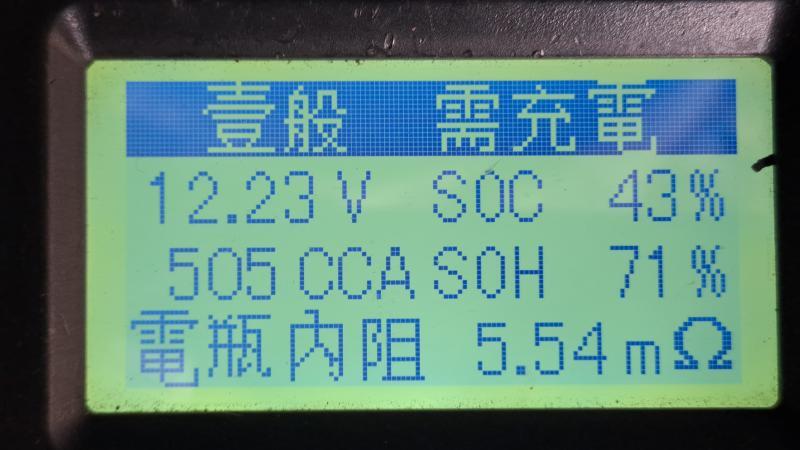 壹般 需充電
12.23 V SOC 43%
505 CCA SOH 71%
電瓶內阻 5.54 mΩ